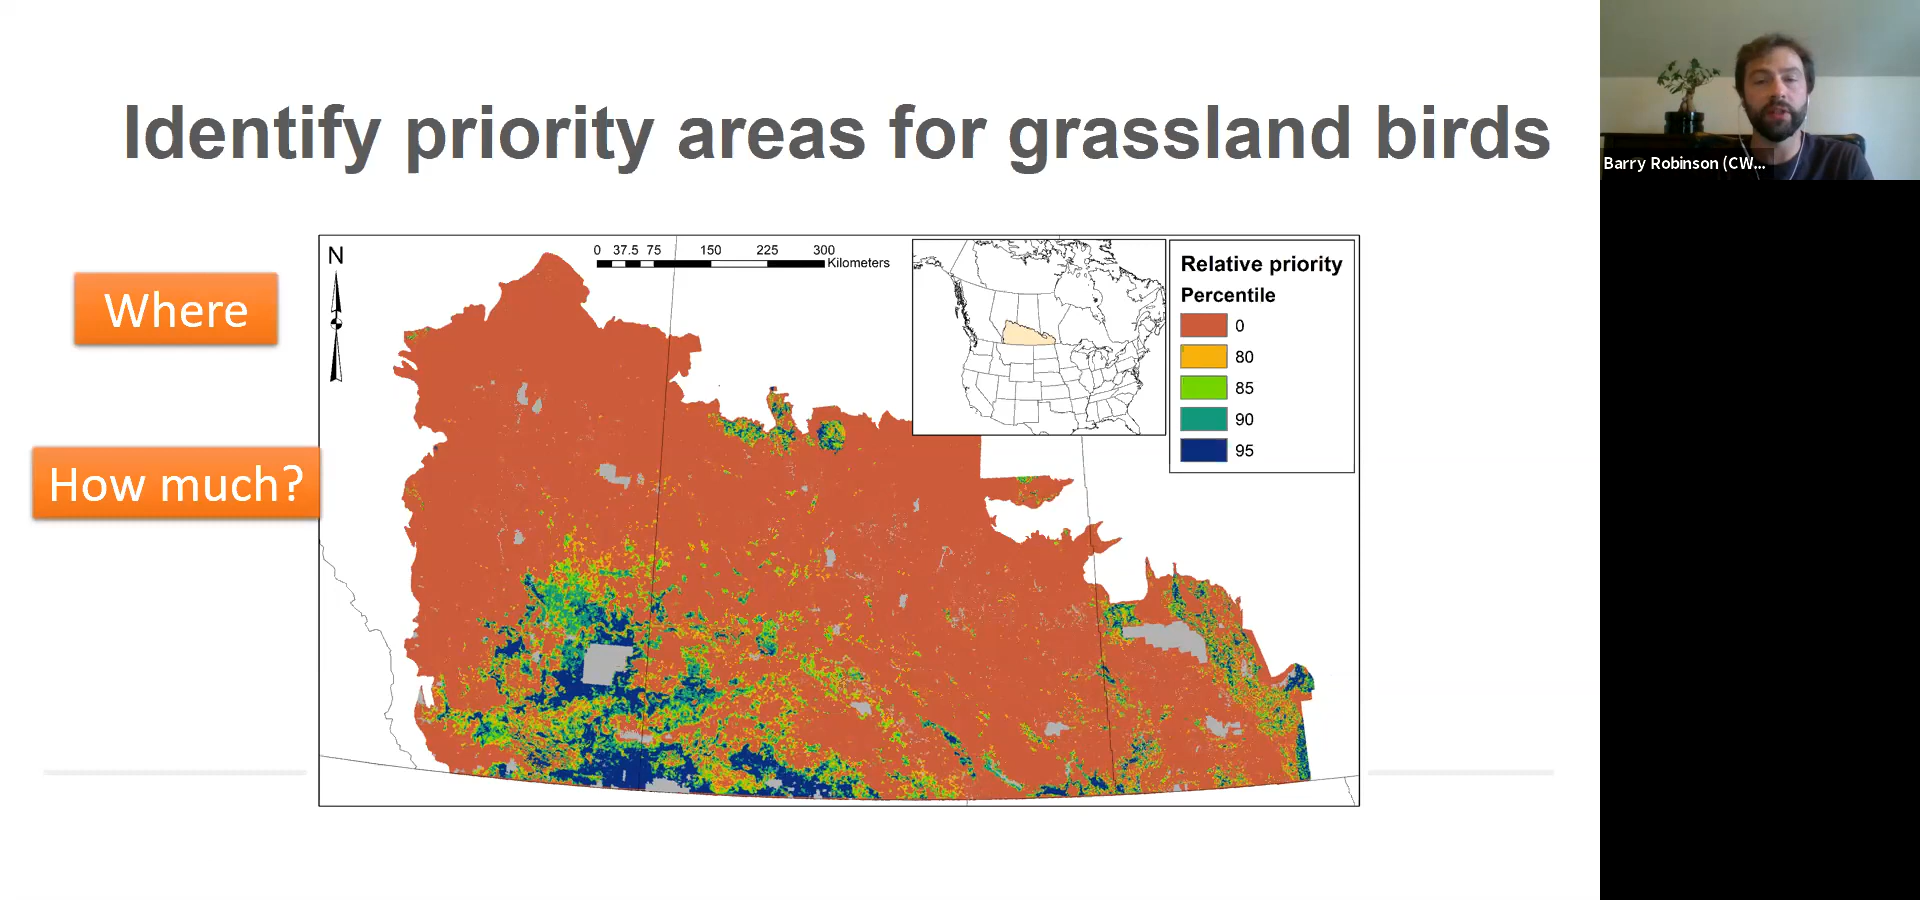 Identify priority areas for grassland birds
Where
How much?
N
0 37.5 75 150 225 300
Kilometers
Relative priority
Percentile
0
80
85
90
95
Barry Robinson (CW...